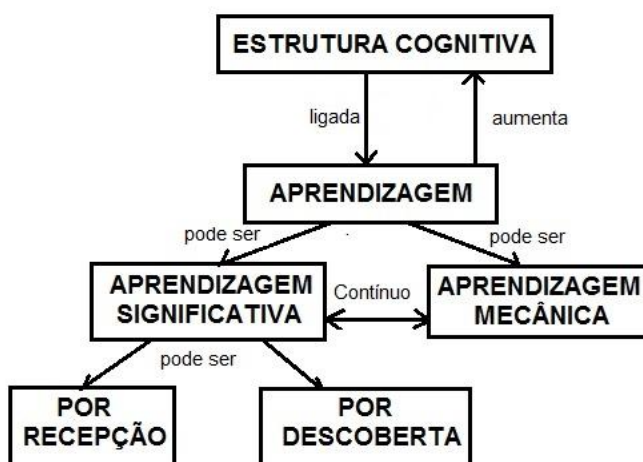 ESTRUTURA COGNITIVA
ligada
aumenta
APRENDIZAGEM
pode ser
pode ser
APRENDIZAGEM
SIGNIFICATIVA
Contínuo
APRENDIZAGEM
MECÂNICA
pode ser
POR
RECEPÇÃO
POR
DESCOBERTA